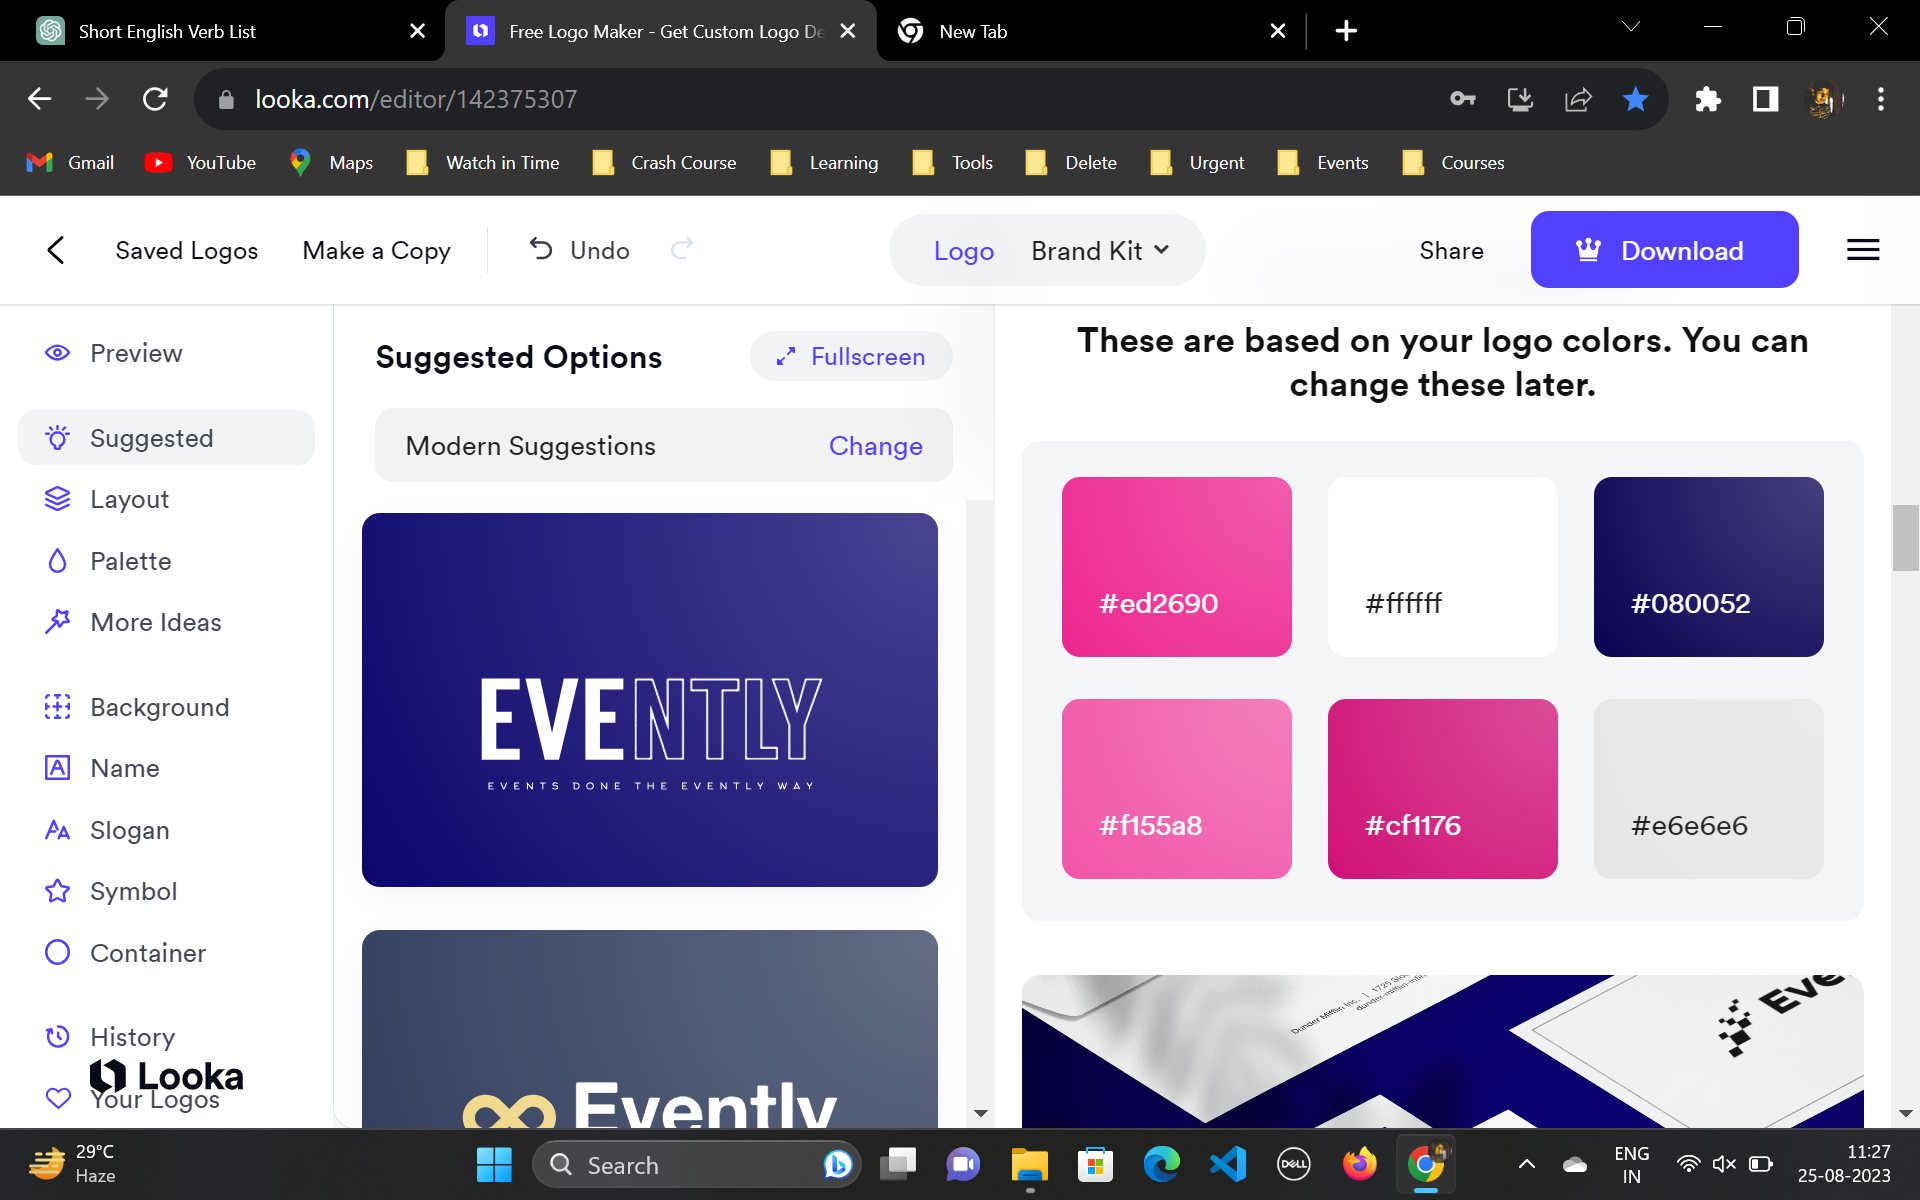 Short English Verb List
Free Logo Maker - Get Custom Logo De
New Tab
looka.com/editor/142375307
Gmail
YouTube
Maps
Watch in Time
Crash Course
Learning
Tools
Delete
Urgent
Events
Courses
Saved Logos
Make a Copy
Undo
Logo
Brand Kit
Share
Download
Preview
Suggested
Layout
Palette
More Ideas
Background
Name
Slogan
Symbol
Container
History
Looka
Your Logos
Suggested Options
Fullscreen
Modern Suggestions
Change
EVENTLY
EVENTS DONE THE EVENTLY WAY
Evently
These are based on your logo colors. You can
change these later.
#ed2690
#ffffff
#080052
#f155a8
#cf1176
#e6e6e6
Dunder Mifflin, Inc. | 1725
Eve
29°C
Haze
Search
DELL
ENG
IN
11:27
25-08-2023